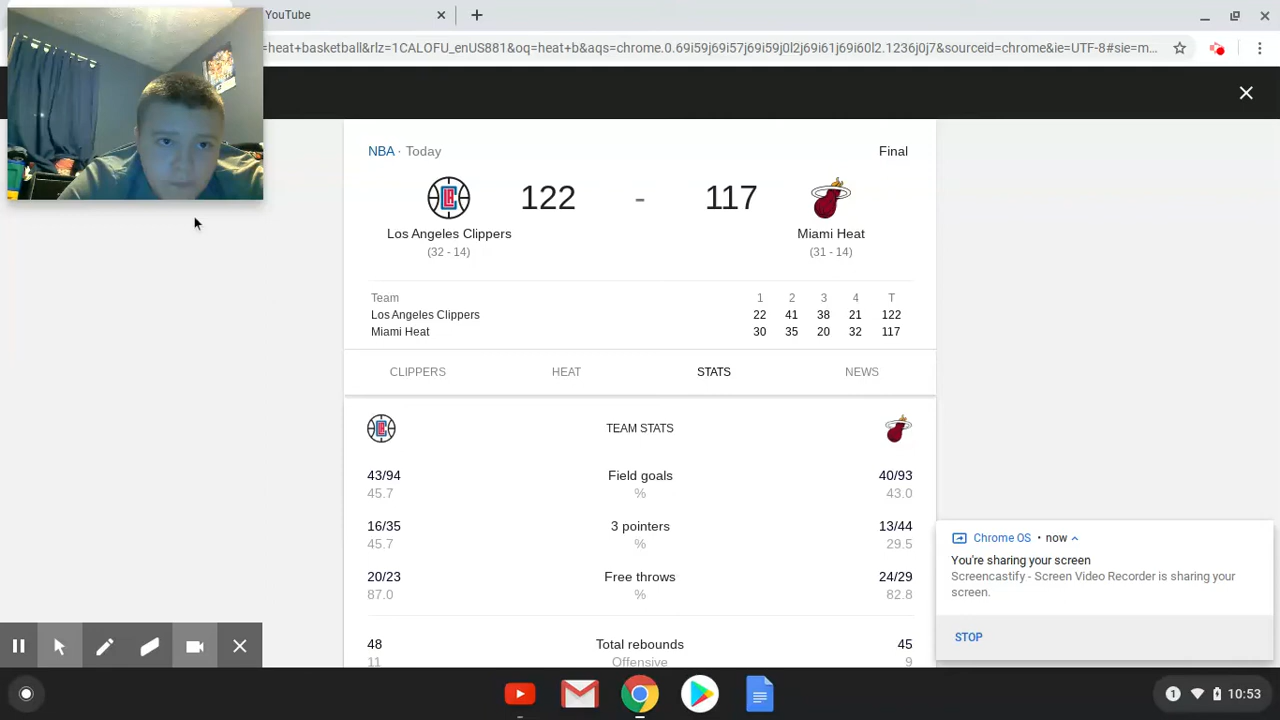 YouTube
=heat+basketball&rlz=1CALOFU_enUS881&oq=heat+b&aqs=chrome.0.69i59j69i57j69i59j0l2j69i61j69i60l2.1236j0j7&sourceid=chrome&ie=UTF-8#sie=m...
NBA · Today
Final
122 - 117
Los Angeles Clippers
Miami Heat
(32 - 14)
(31 - 14)
Team 1 2 3 4 T
Los Angeles Clippers 22 41 38 21 122
Miami Heat 30 35 20 32 117
CLIPPERS HEAT STATS NEWS
TEAM STATS
43/94 Field goals 40/93
45.7 % 43.0
16/35 3 pointers 13/44
45.7 % 29.5
20/23 Free throws 24/29
87.0 % 82.8
48 Total rebounds 45
11 Offensive 9
Chrome OS • now
You're sharing your screen
Screencastify - Screen Video Recorder is sharing your
screen.
STOP
1 10:53